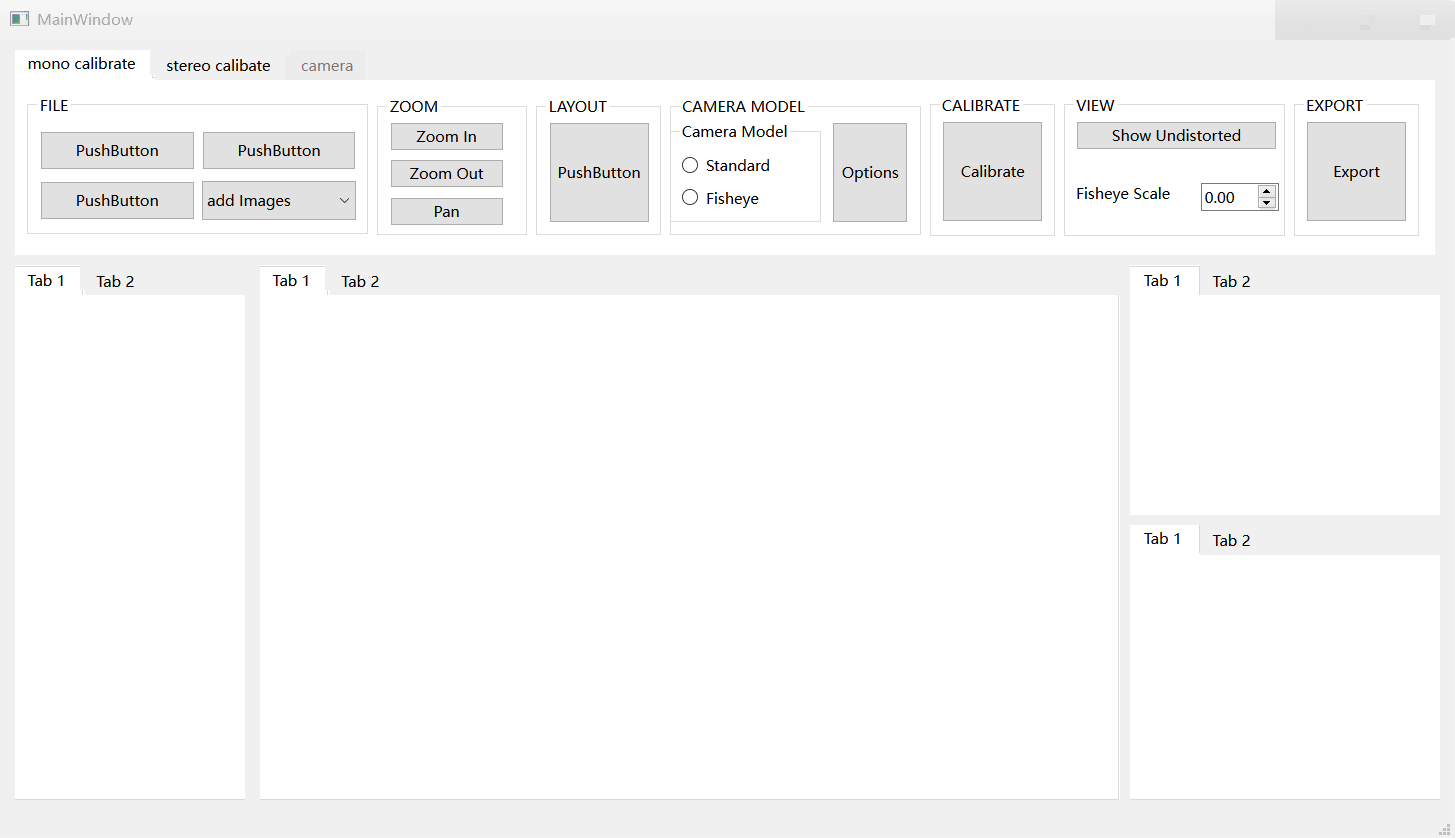 MainWindow
mono calibrate
stereo calibate
camera
FILE
PushButton
PushButton
PushButton
add Images
ZOOM
Zoom In
Zoom Out
Pan
LAYOUT
PushButton
CAMERA MODEL
Camera Model
Standard
Fisheye
Options
CALIBRATE
Calibrate
VIEW
Show Undistorted
Fisheye Scale
0.00
EXPORT
Export
Tab 1
Tab 2
Tab 1
Tab 2
Tab 1
Tab 2
Tab 1
Tab 2